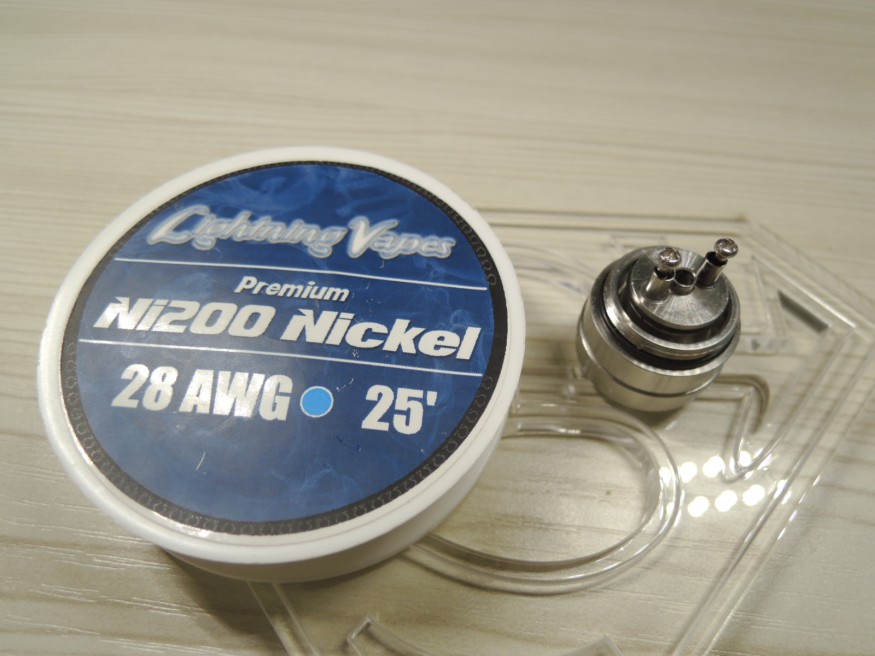 Lightning Vapes
Premium
Ni200 Nickel
28 AWG 25'